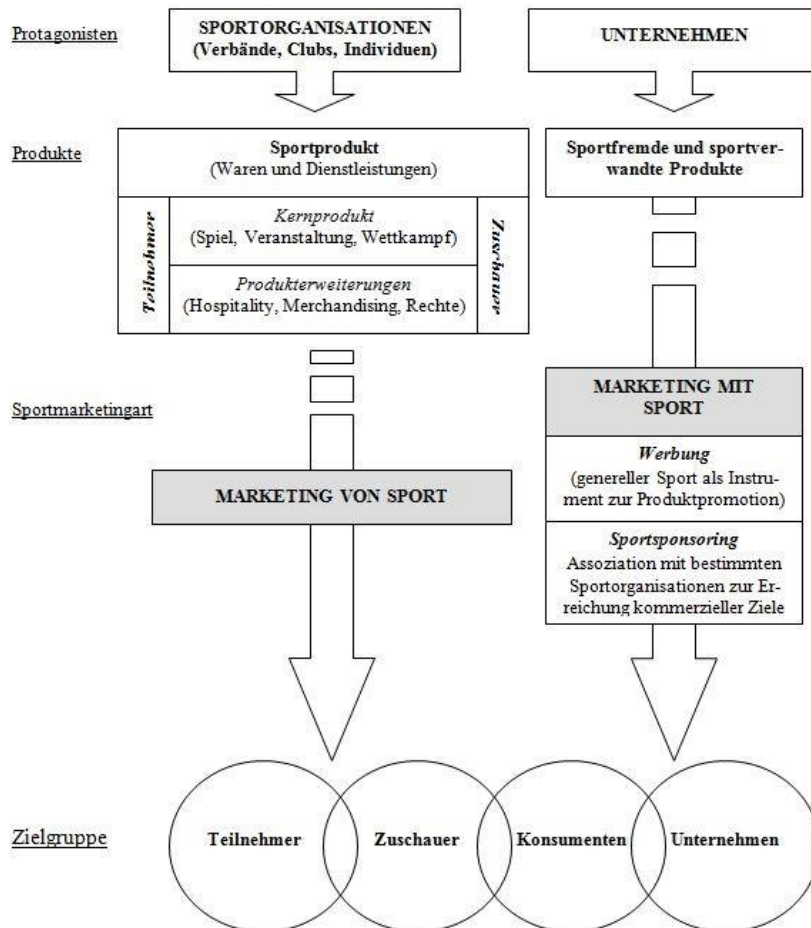 Protagonisten
SPORTORGANISATIONEN
(Verbände, Clubs, Individuen)
UNTERNEHMEN
Produkte
Sportprodukt
(Waren und Dienstleistungen)
Teilnehmer
Kernprodukt
(Spiel, Veranstaltung, Wettkampf)
Produkterweiterungen
(Hospitality, Merchandising, Rechte)
Zuschauer
Sportfremde und sportver-
wandte Produkte
Sportmarketingart
MARKETING VON SPORT
MARKETING MIT
SPORT
Werbung
(genereller Sport als Instru-
ment zur Produktpromotion)
Sportsponsoring
Assoziation mit bestimmten
Sportorganisationen zur Er-
reichung kommerzieller Ziele
Zielgruppe
Teilnehmer
Zuschauer
Konsumenten
Unternehmen